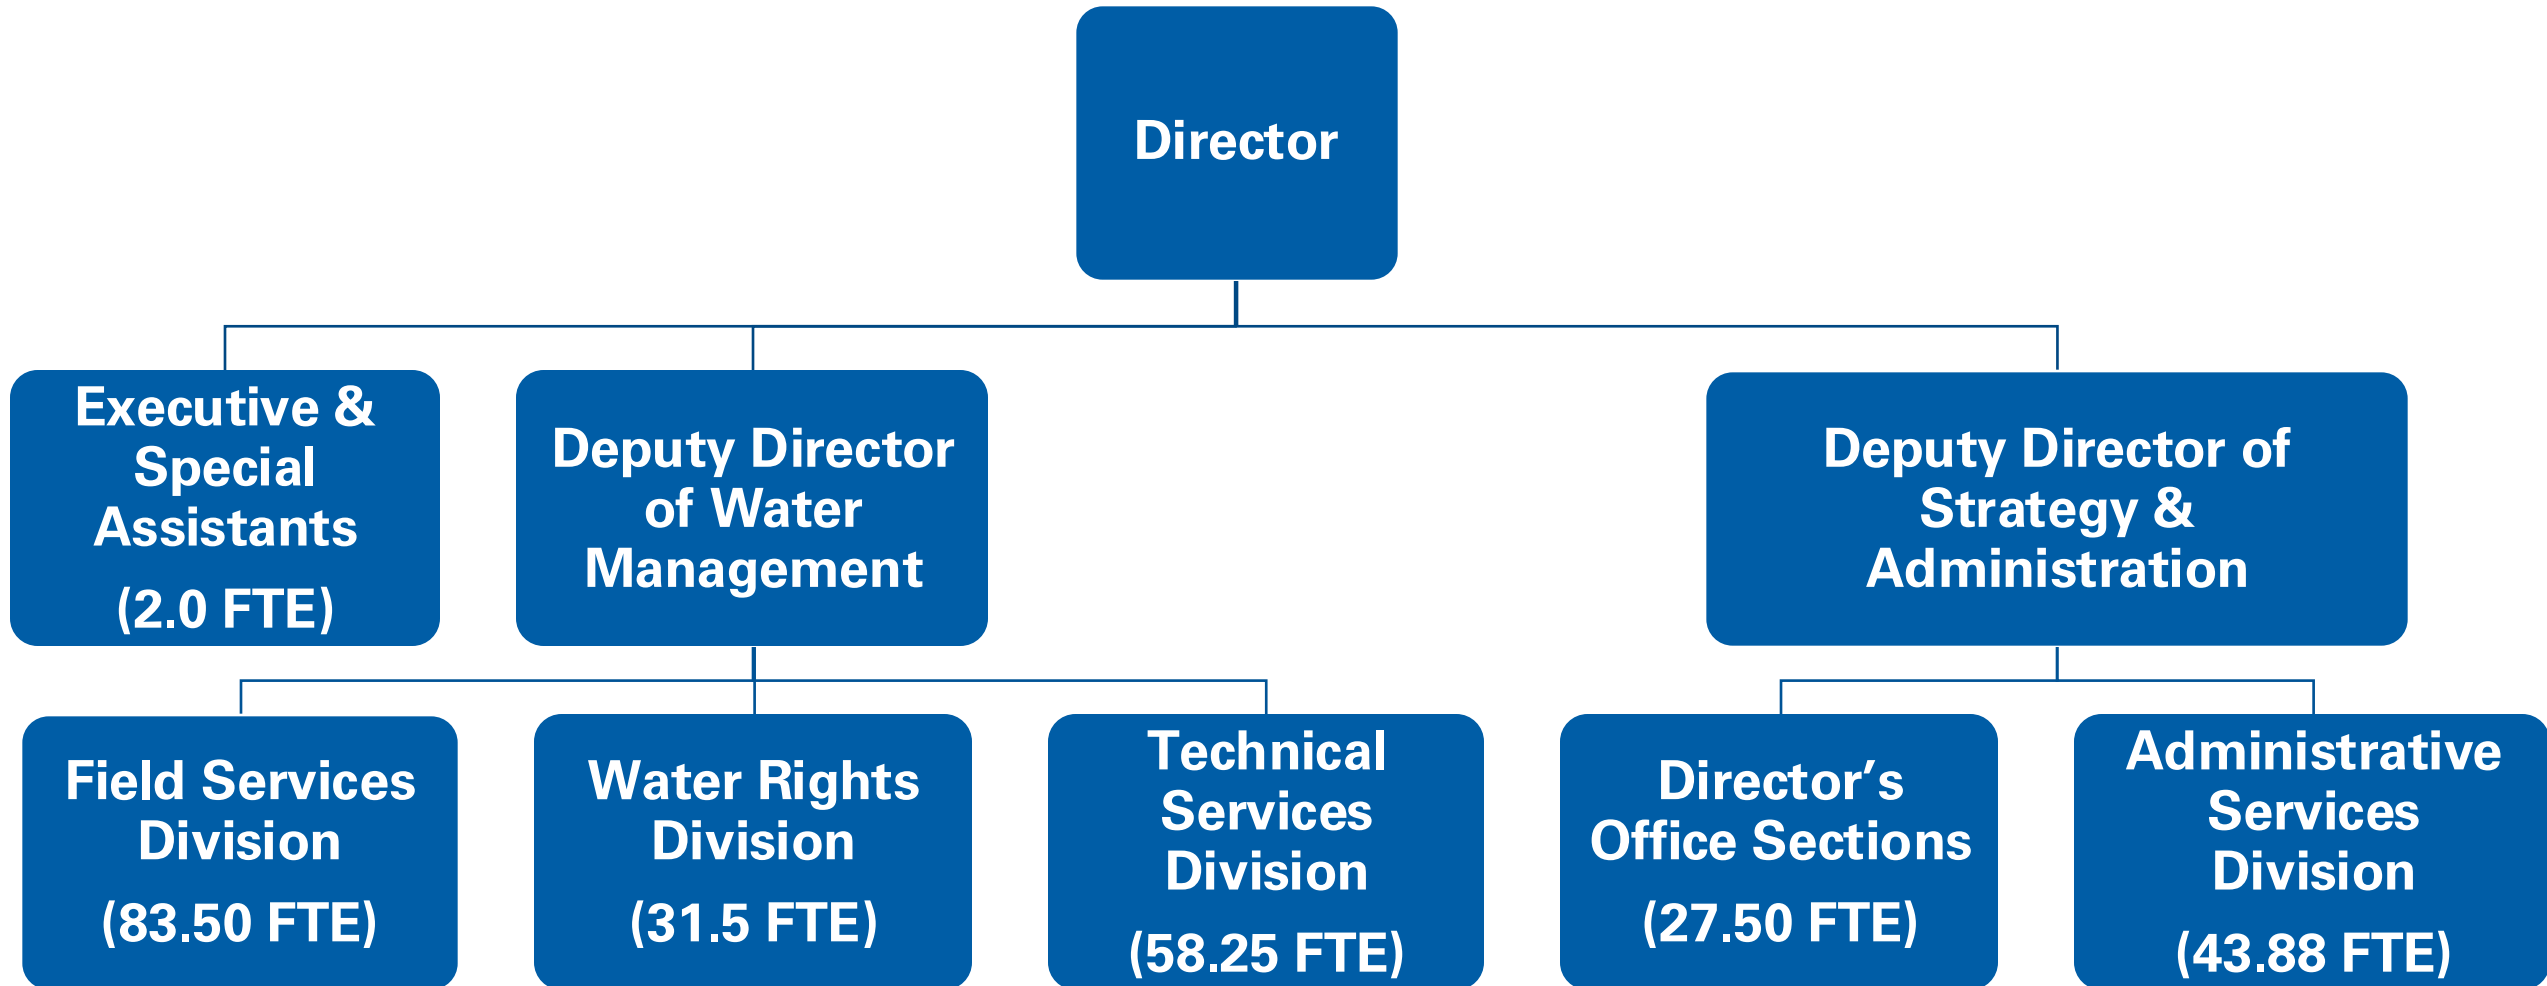 Director
Executive &
Special
Assistants
(2.0 FTE)
Deputy Director
of Water
Management
Deputy Director of
Strategy &
Administration
Field Services
Division
(83.50 FTE)
Water Rights
Division
(31.5 FTE)
Technical
Services
Division
(58.25 FTE)
Director’s
Office Sections
(27.50 FTE)
Administrative
Services
Division
(43.88 FTE)